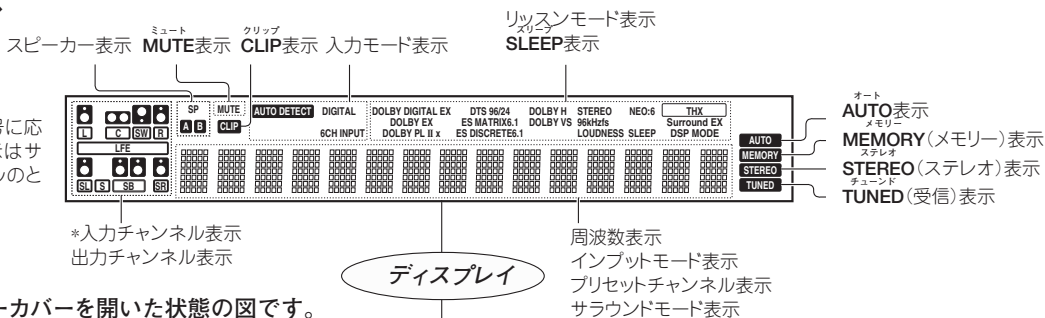 リッスンモード表示
スリープ
SLEEP表示
スピーカー表示 MUTE表示 CLIP表示 入力モード表示
ミュート クリップ
号に応
はサ
ルのと
L C SW R
LFE
SL S SB SR
SP MUTE
A B CLIP
AUTO DETECT DIGITAL
6CH INPUT
DOLBY DIGITAL EX DTS 96/24 DOLBY H STEREO NEO:6 THX
DOLBY EX ES MATRIX6.1 DOLBY VS 96kHzfs Surround EX
DOLBY PL II x ES DISCRETE6.1 LOUDNESS SLEEP DSP MODE
AUTO
MEMORY
STEREO
TUNED
オート
AUTO表示
メモリー
MEMORY(メモリー)表示
ステレオ
STEREO(ステレオ)表示
チューンド
TUNED(受信)表示
*入力チャンネル表示
出力チャンネル表示
ディスプレイ
周波数表示
インプットモード表示
プリセットチャンネル表示
サラウンドモード表示
ーカバーを開いた状態の図です。